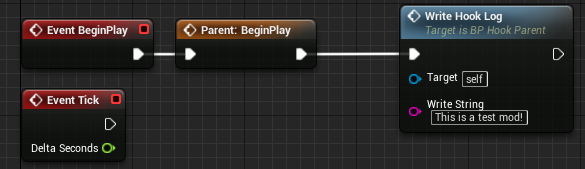 Event BeginPlay
Parent: BeginPlay
Write Hook Log
Target is BP Hook Parent
Target self
Write String
This is a test mod!
Event Tick
Delta Seconds